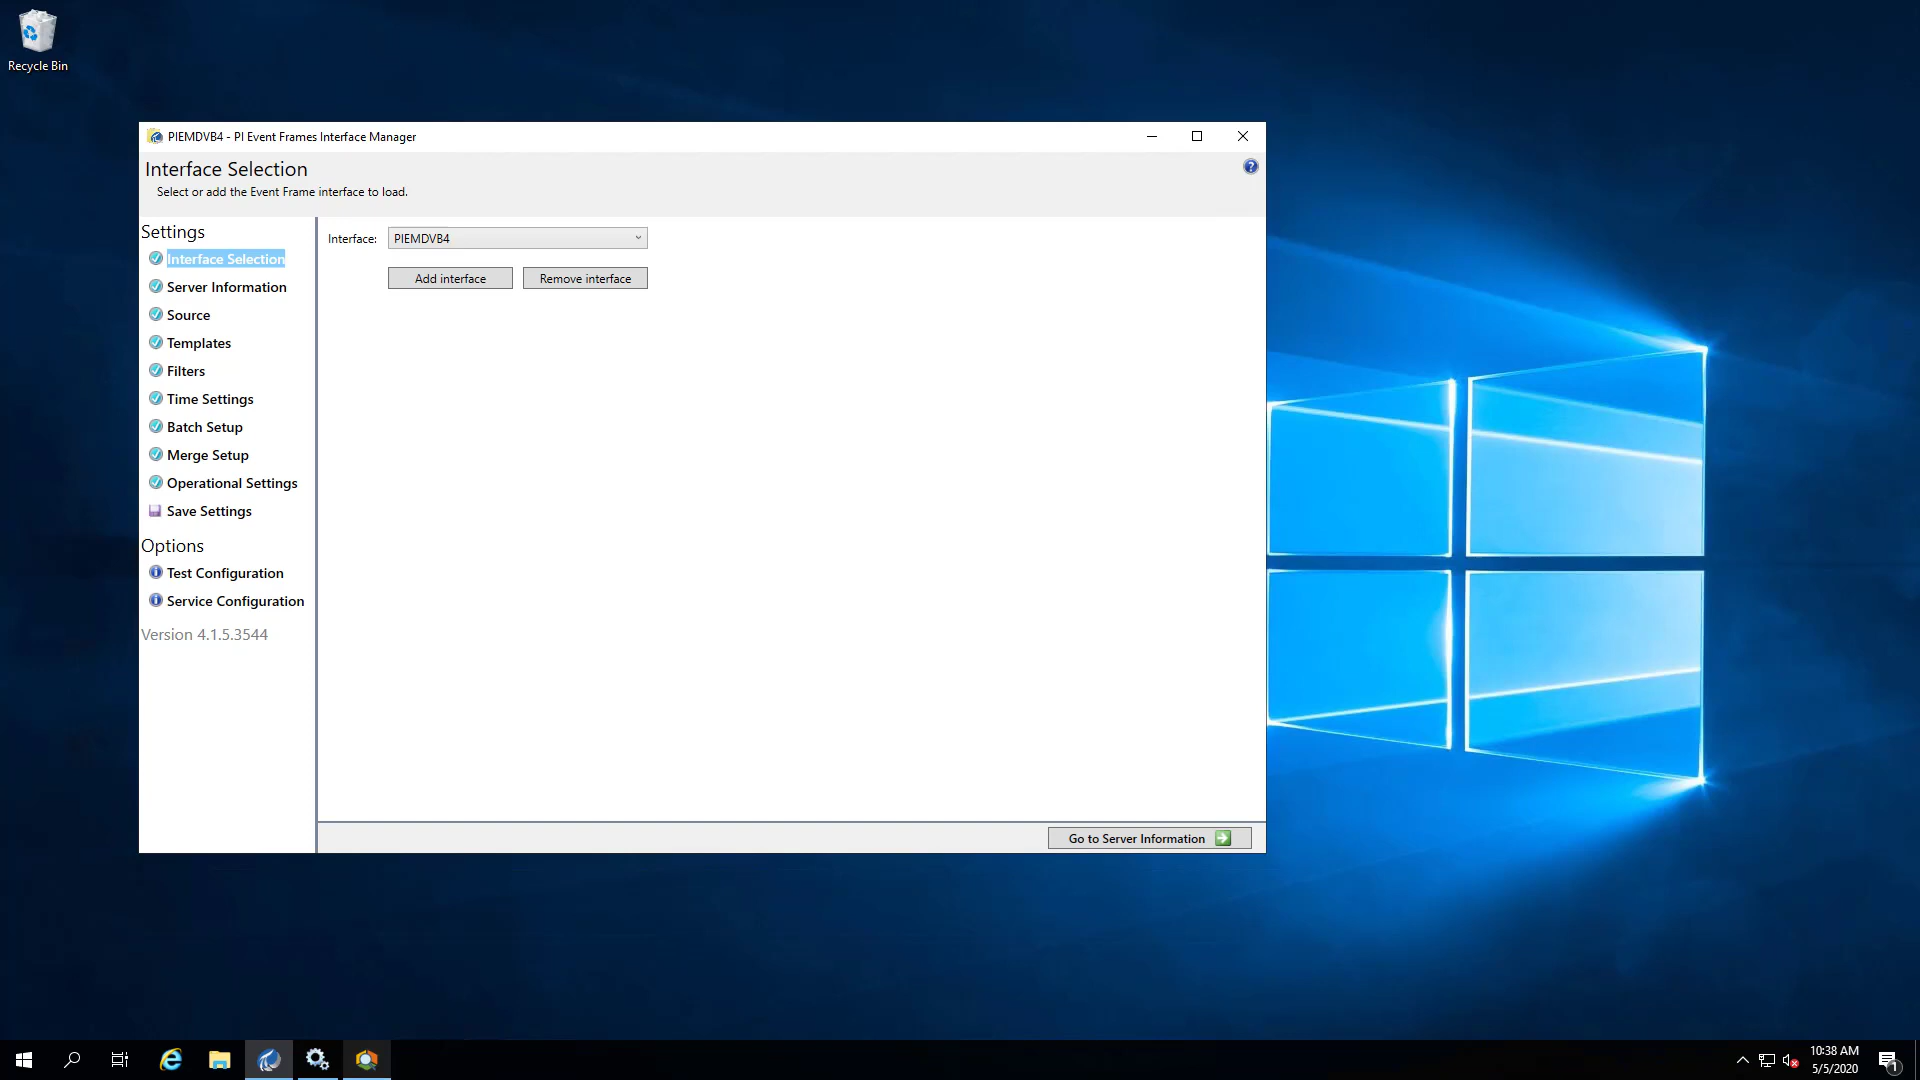 Recycle Bin
PIEMDVB4 - PI Event Frames Interface Manager
Interface Selection
Select or add the Event Frame interface to load.
Settings
Interface Selection
Server Information
Source
Templates
Filters
Time Settings
Batch Setup
Merge Setup
Operational Settings
Save Settings
Options
Test Configuration
Service Configuration
Version 4.1.5.3544
Interface: PIEMDVB4
Add interface Remove interface
Go to Server Information
10:38 AM
5/5/2020
1